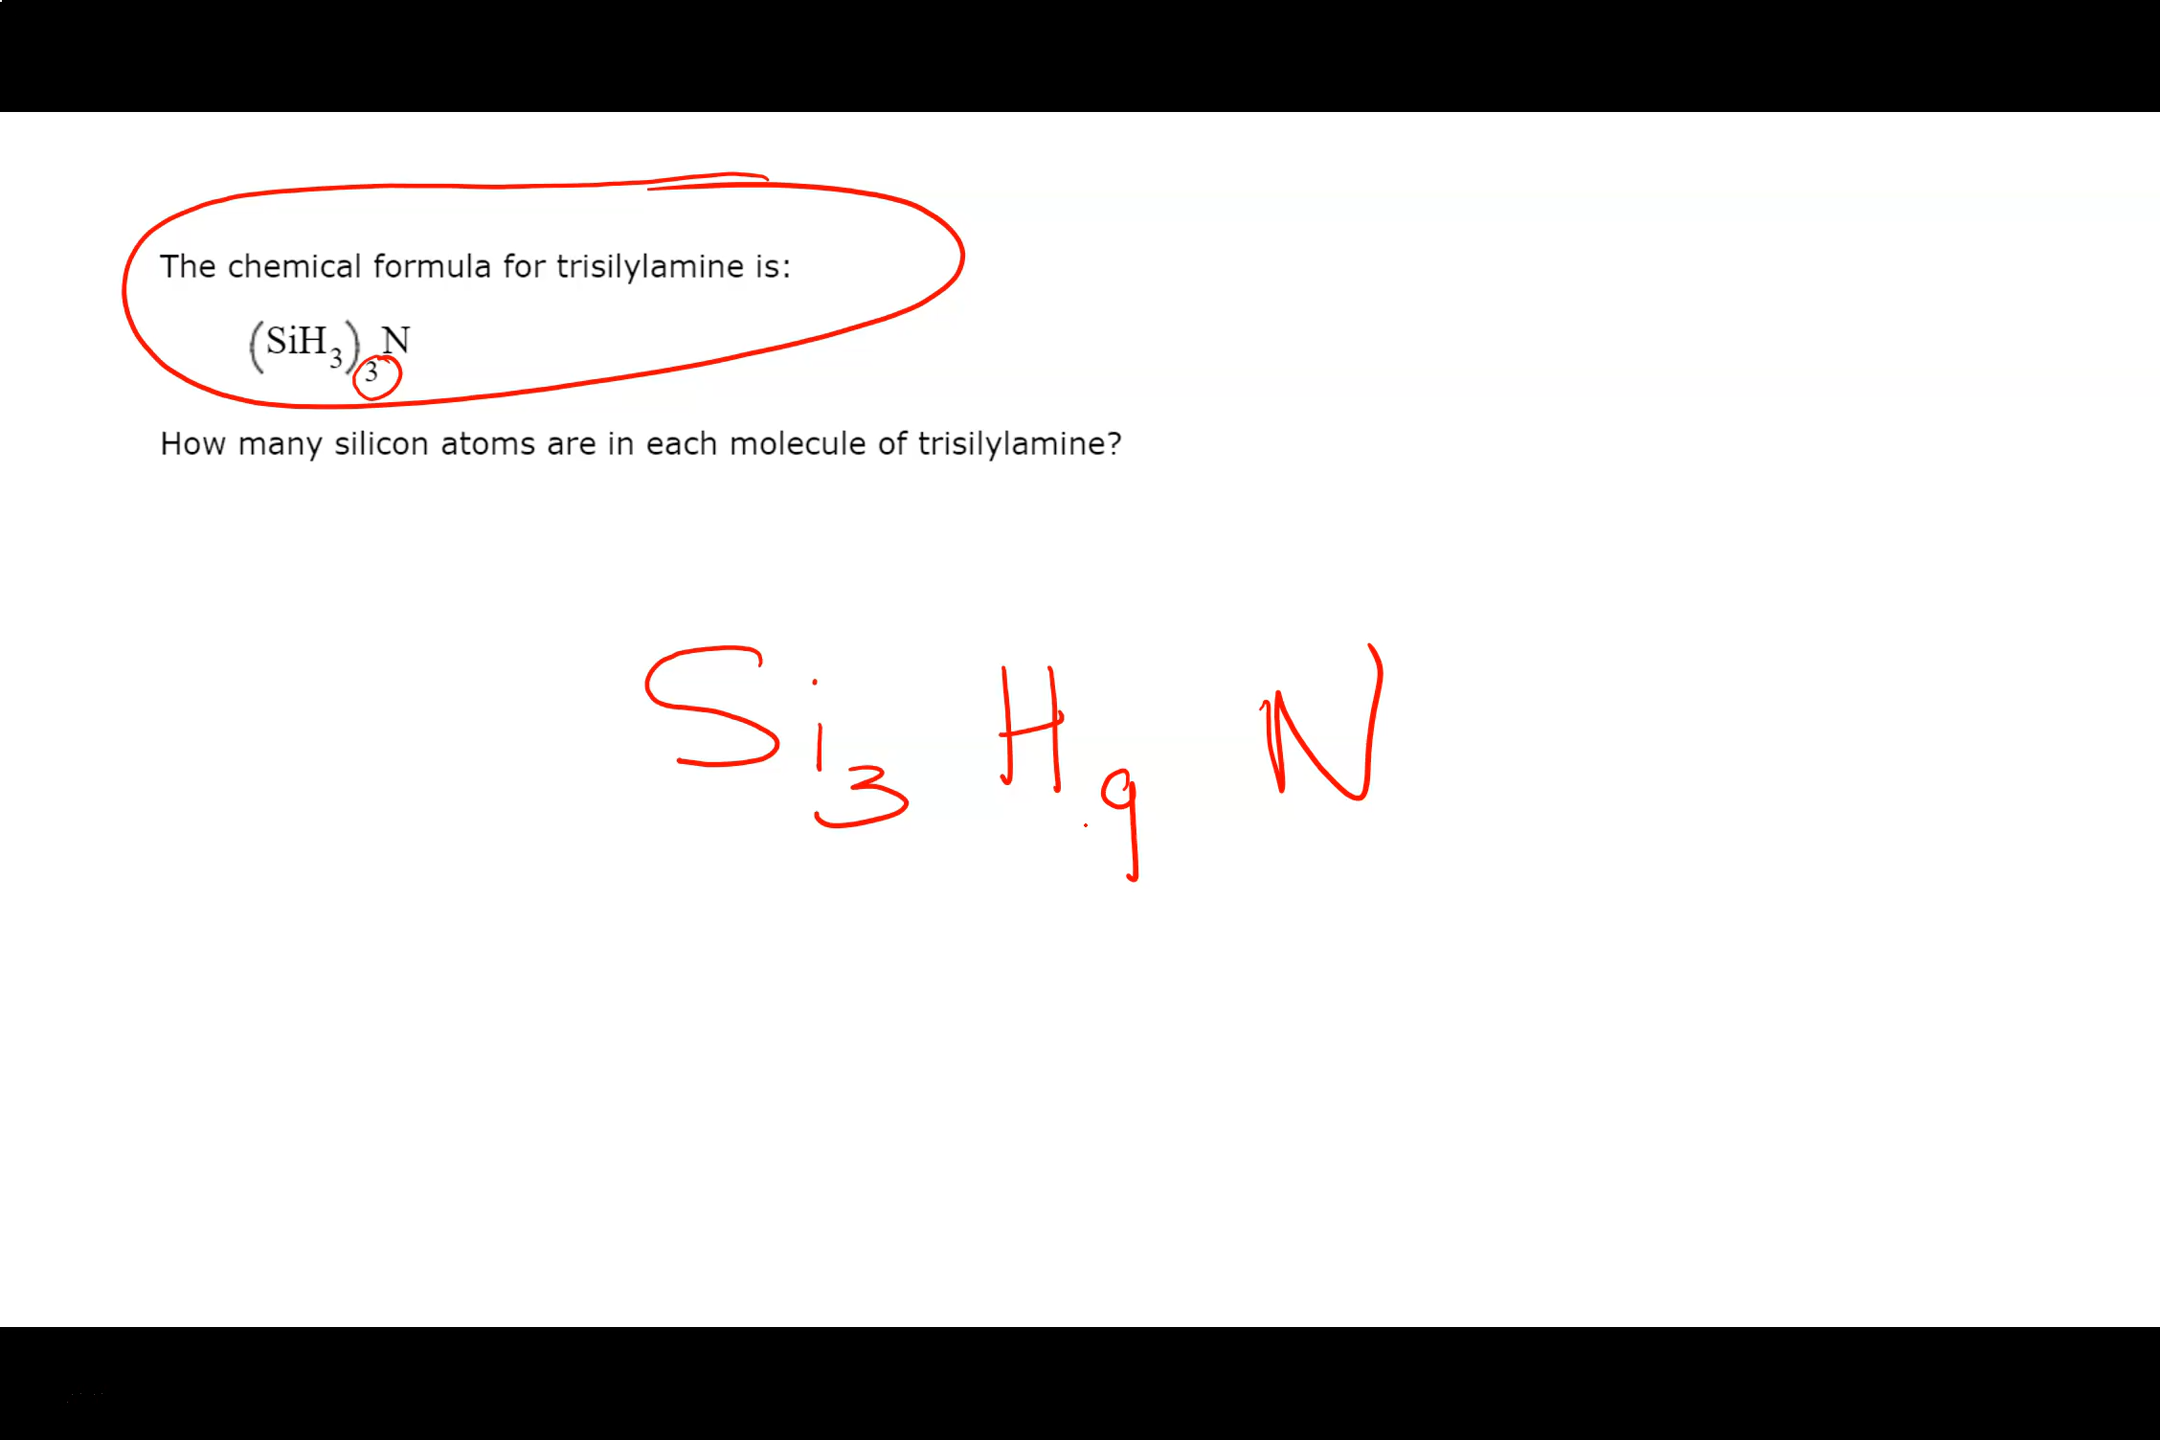 The chemical formula for trisilylamine is:
(SiH₃)₃N
How many silicon atoms are in each molecule of trisilylamine?
Si₃ H₉ N